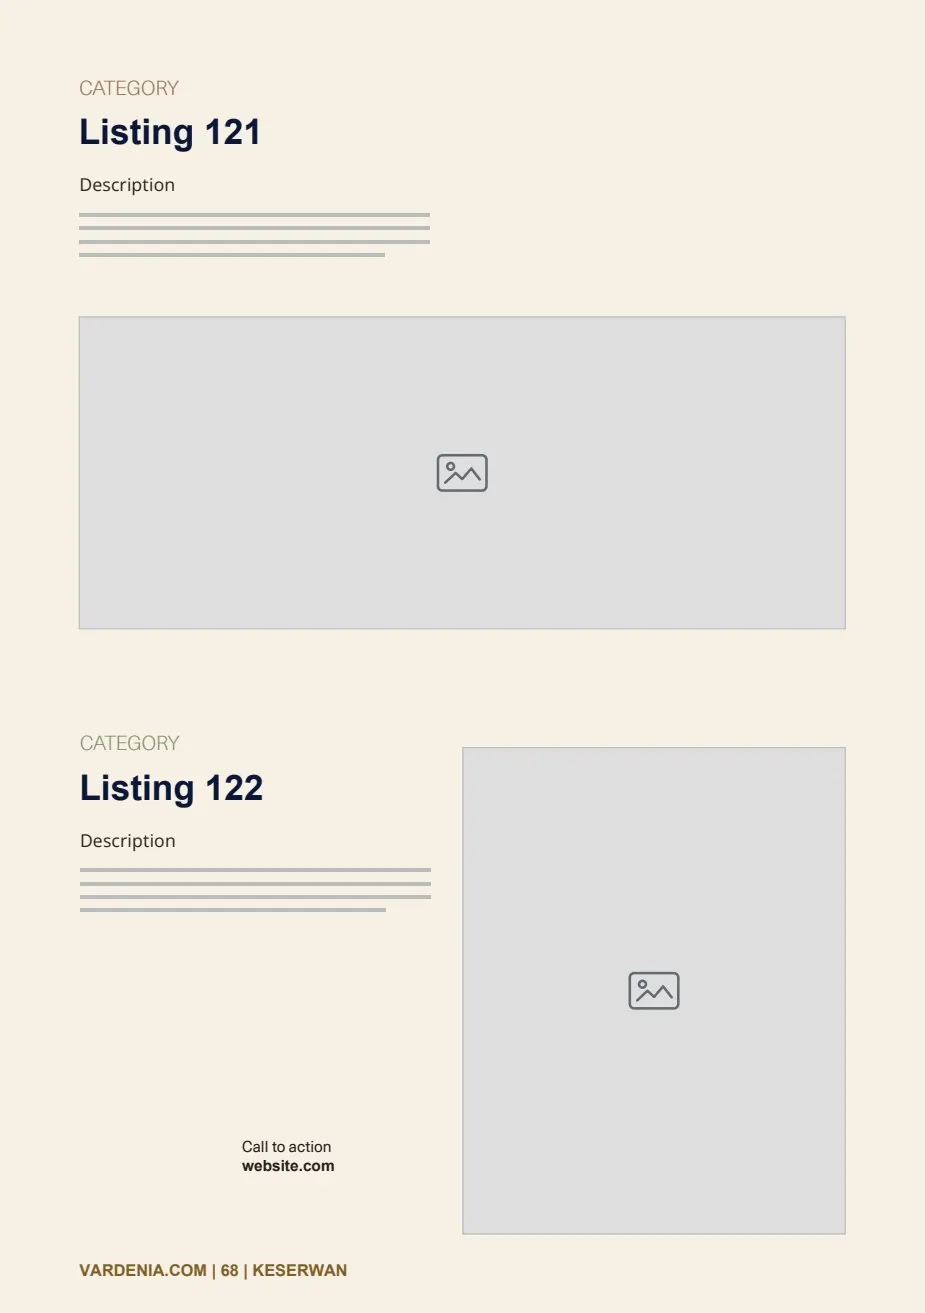 CATEGORY
Listing 121
Description
CATEGORY
Listing 122
Description
Call to action
website.com
VARDENIA.COM | 68 | KESERWAN